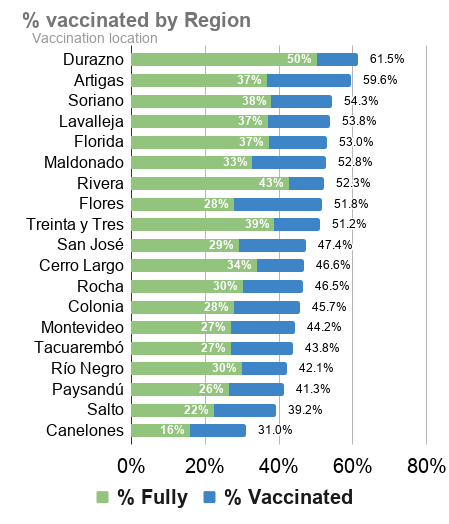 % vaccinated by Region
Vaccination location
Durazno 50% 61.5%
Artigas 37% 59.6%
Soriano 38% 54.3%
Lavalleja 37% 53.8%
Florida 37% 53.0%
Maldonado 33% 52.8%
Rivera 43% 52.3%
Flores 28% 51.8%
Treinta y Tres 39% 51.2%
San José 29% 47.4%
Cerro Largo 34% 46.6%
Rocha 30% 46.5%
Colonia 28% 45.7%
Montevideo 27% 44.2%
Tacuarembó 27% 43.8%
Río Negro 30% 42.1%
Paysandú 26% 41.3%
Salto 22% 39.2%
Canelones 16% 31.0%
0% 20% 40% 60% 80%
% Fully % Vaccinated